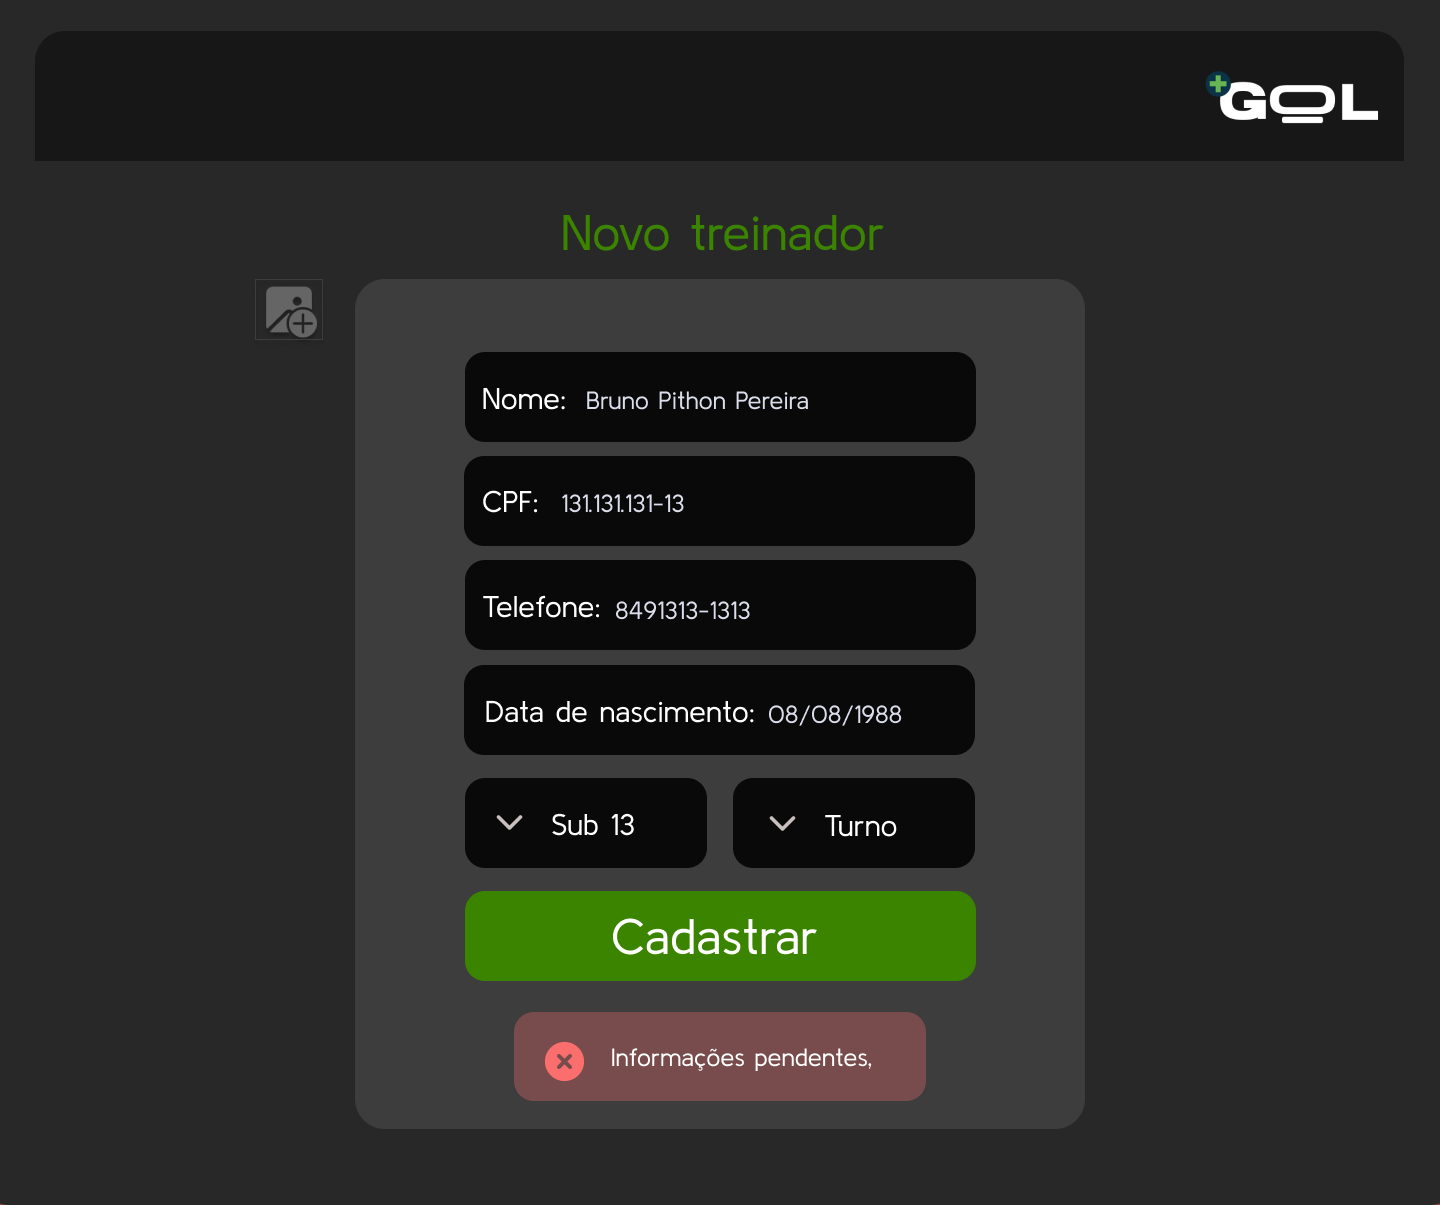 GOL
Novo treinador
Nome: Bruno Pithon Pereira
CPF: 131.131.131-13
Telefone: 8491313-1313
Data de nascimento: 08/08/1988
Sub 13 Turno
Cadastrar
Informações pendentes,